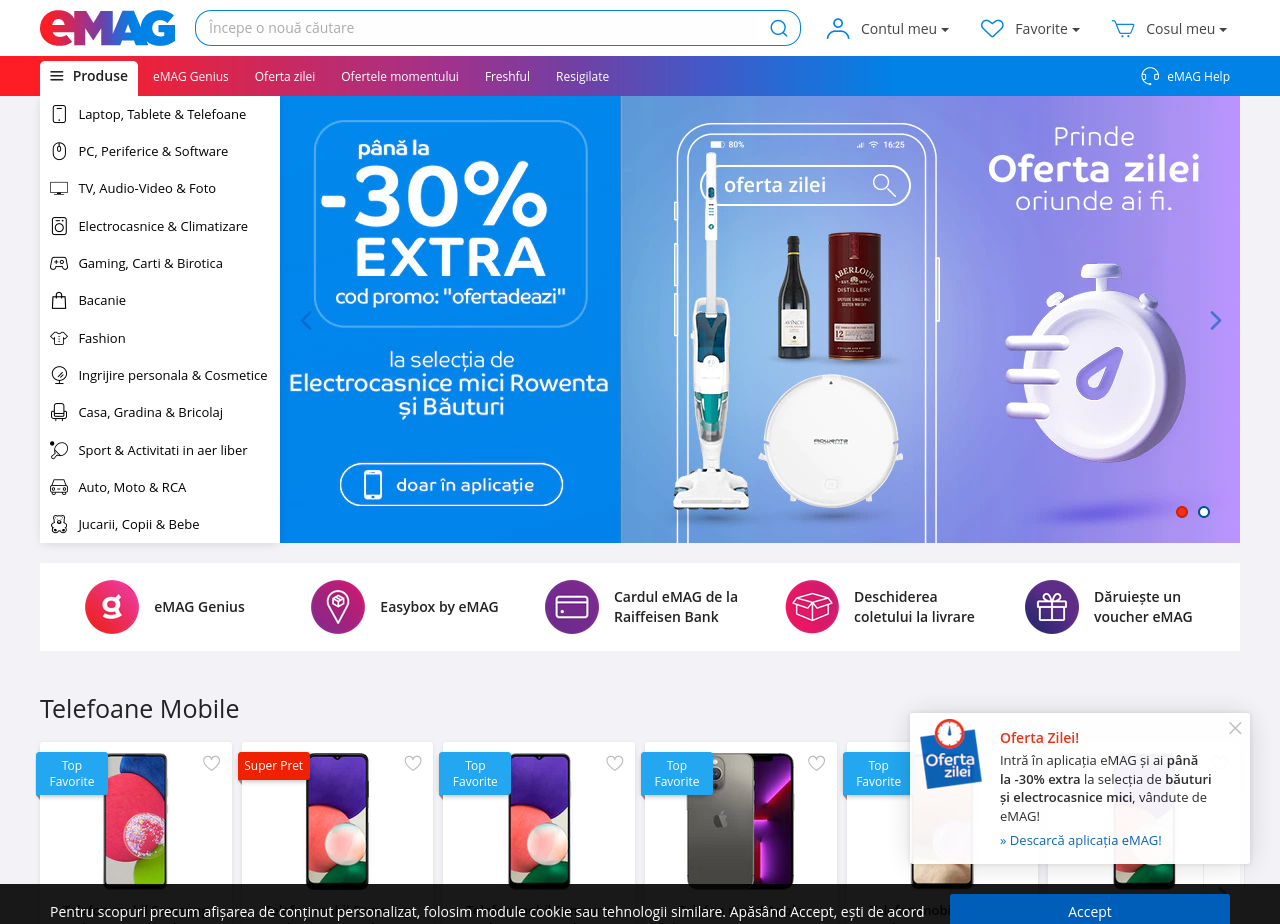 eMAG
Începe o nouă căutare
Contul meu
Favorite
Cosul meu
Produse
eMAG Genius
Oferta zilei
Ofertele momentului
Freshful
Resigilate
eMAG Help
Laptop, Tablete & Telefoane
PC, Periferice & Software
TV, Audio-Video & Foto
Electrocasnice & Climatizare
Gaming, Carti & Birotica
Bacanie
Fashion
Ingrijire personala & Cosmetice
Casa, Gradina & Bricolaj
Sport & Activitati in aer liber
Auto, Moto & RCA
Jucarii, Copii & Bebe
până la
-30%
EXTRA
cod promo: "ofertadeazi"
la selecția de
Electrocasnice mici Rowenta
și Băuturi
doar în aplicație
80%
16:25
oferta zilei
ABERLOUR
DISTILLERY
12
ROWENTA
Prinde
Oferta zilei
oriunde ai fi.
eMAG Genius
Easybox by eMAG
Cardul eMAG de la
Raiffeisen Bank
Deschiderea
coletului la livrare
Dăruiește un
voucher eMAG
Telefoane Mobile
Top
Favorite
Super Pret
Top
Favorite
Top
Favorite
Top
Favorite
Oferta
zilei
Oferta Zilei!
Intră în aplicația eMAG și ai până
la -30% extra la selecția de băuturi
și electrocasnice mici, vândute de
eMAG!
» Descarcă aplicația eMAG!
Pentru scopuri precum afișarea de conținut personalizat, folosim module cookie sau tehnologii similare. Apăsând Accept, ești de acord
Accept